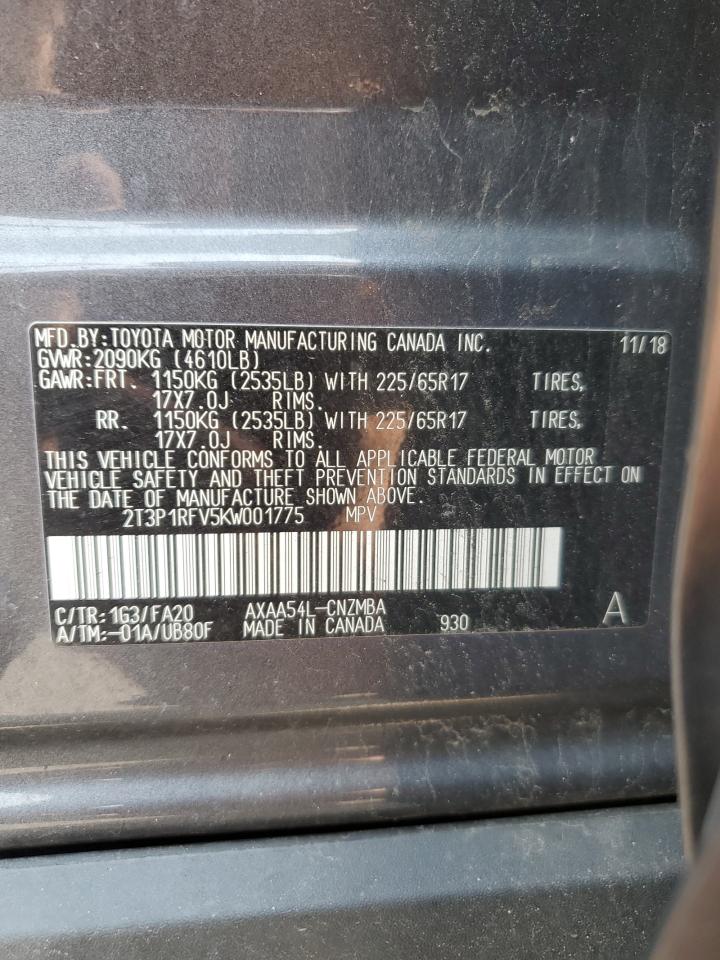 MFD.BY:TOYOTA MOTOR MANUFACTURING CANADA INC. 11/18
GVWR:2090KG (4610LB)
GAWR:FRT. 1150KG (2535LB) WITH 225/65R17 TIRES,
17X7.0J RIMS.
RR. 1150KG (2535LB) WITH 225/65R17 TIRES,
17X7.0J RIMS.
THIS VEHICLE CONFORMS TO ALL APPLICABLE FEDERAL MOTOR
VEHICLE SAFETY AND THEFT PREVENTION STANDARDS IN EFFECT ON
THE DATE OF MANUFACTURE SHOWN ABOVE.
2T3P1RFV5KW001775 MPV
C/TR:1G3/FA20 AXAA54L-CNZMBA A
A/TM:-01A/UB80F MADE IN CANADA 930